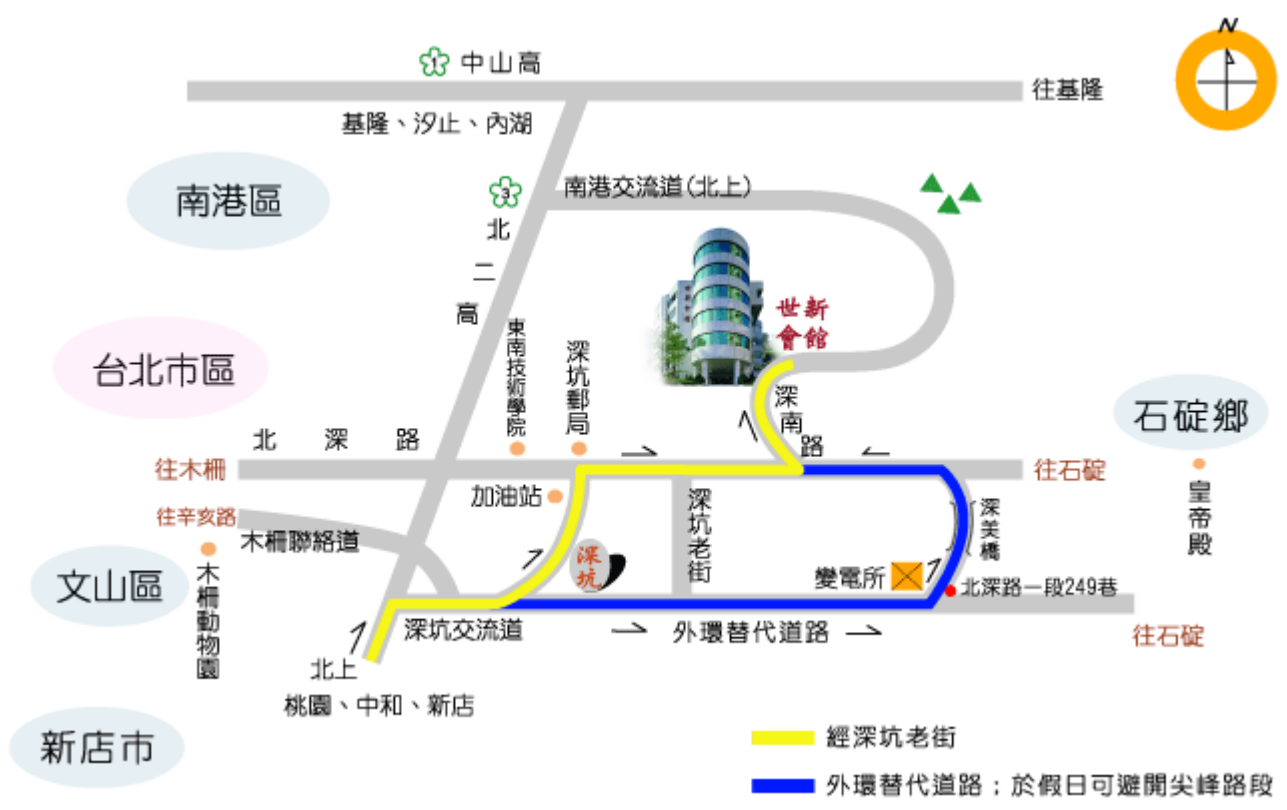 N
1 中山高
往基隆
基隆、汐止、內湖
南港區
3
北二高
南港交流道(北上)
世新會館
台北市區
東南技術學院
深坑郵局
深南路
石碇鄉
北深路
往木柵
往石碇
加油站
皇帝殿
往辛亥路
木柵聯絡道
深坑老街
深美橋
深坑
變電所
北深路一段249巷
文山區
木柵動物園
深坑交流道
外環替代道路
往石碇
北上
桃園、中和、新店
新店市
經深坑老街
外環替代道路；於假日可避開尖峰路段